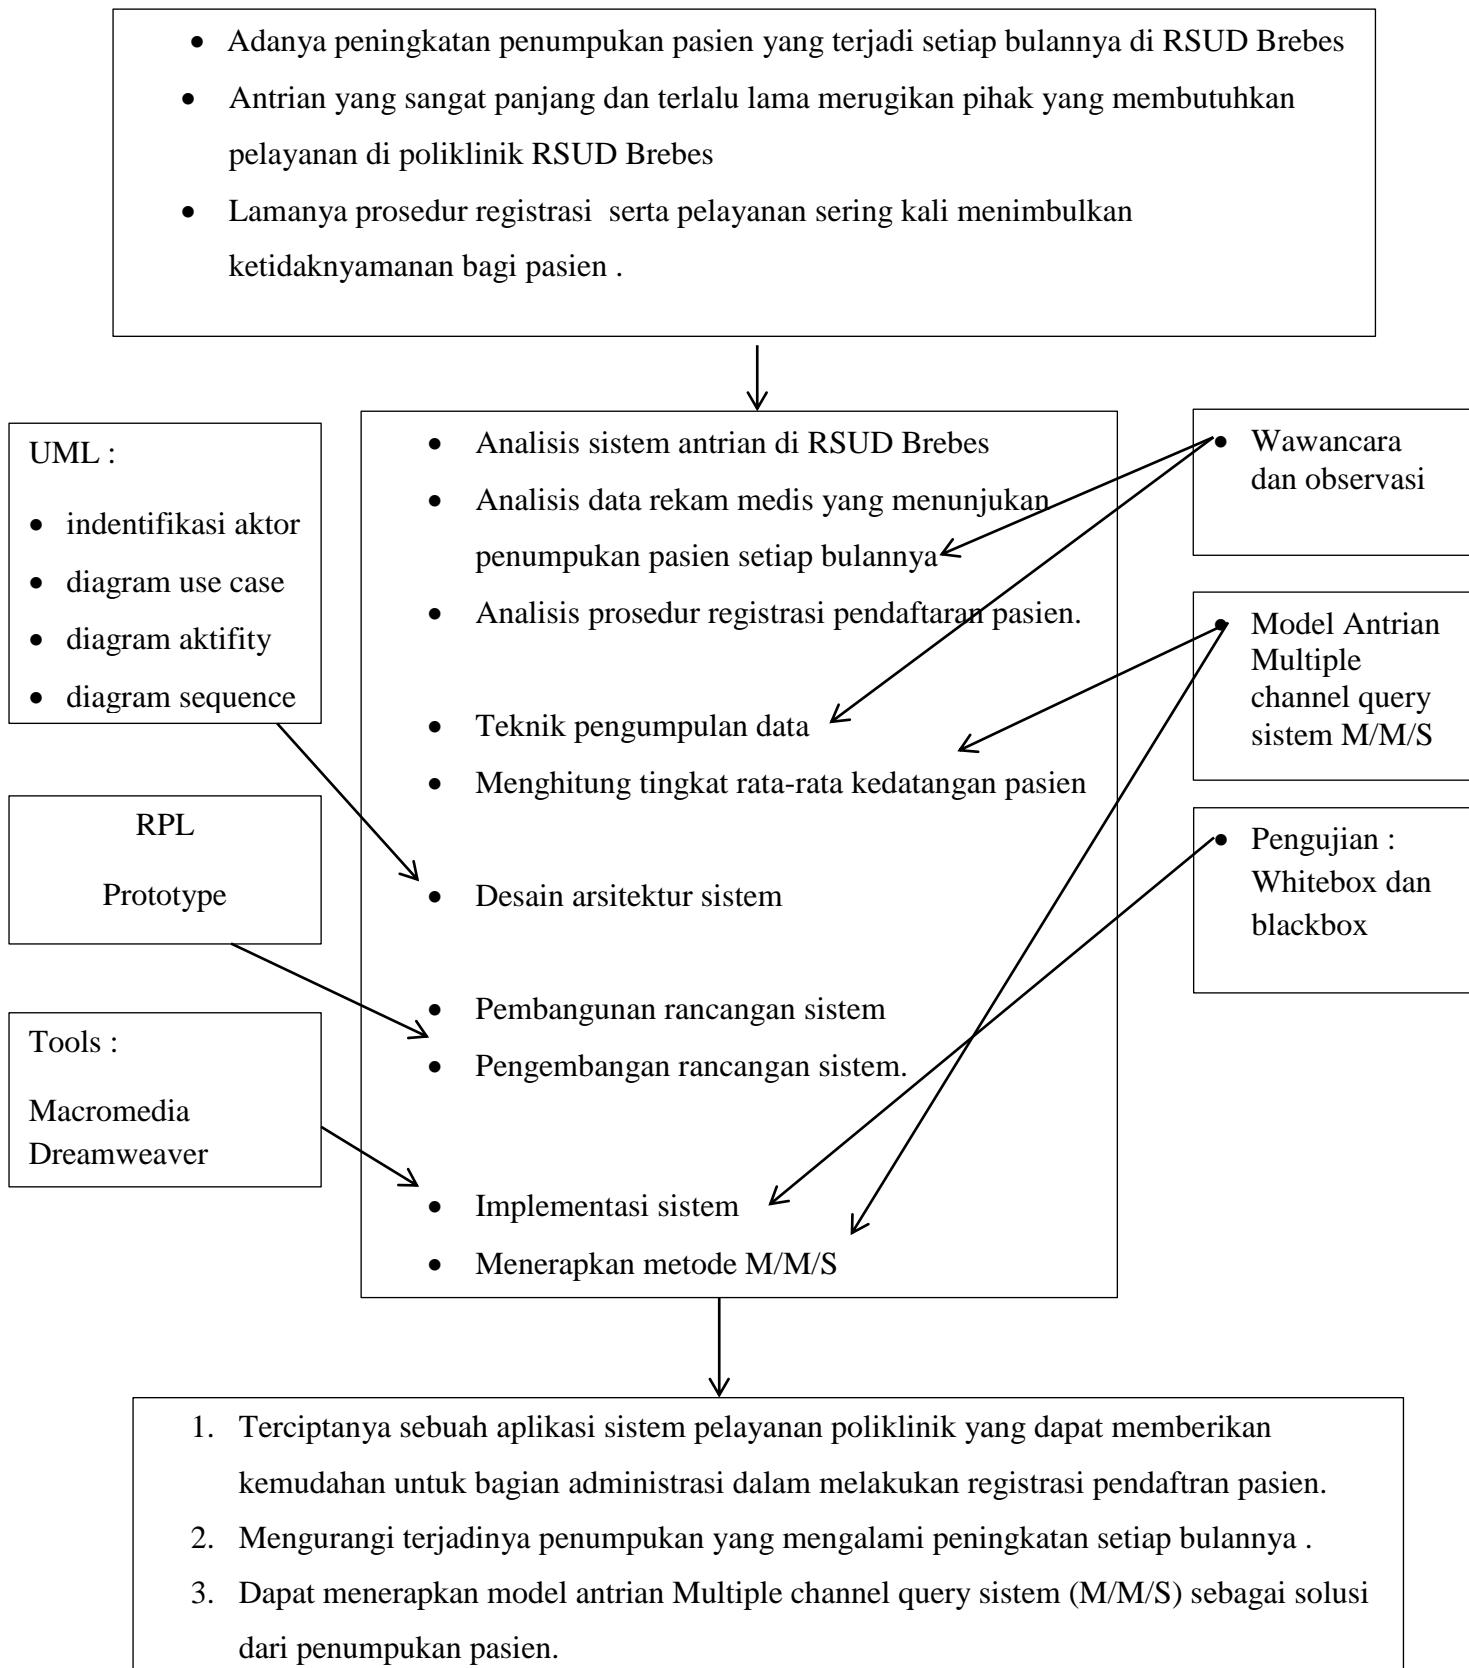 • Adanya peningkatan penumpukan pasien yang terjadi setiap bulannya di RSUD Brebes
• Antrian yang sangat panjang dan terlalu lama merugikan pihak yang membutuhkan
pelayanan di poliklinik RSUD Brebes
• Lamanya prosedur registrasi serta pelayanan sering kali menimbulkan
ketidaknyamanan bagi pasien .
UML :
• indentifikasi aktor
• diagram use case
• diagram aktifity
• diagram sequence
RPL
Prototype
Tools :
Macromedia
Dreamweaver
• Analisis sistem antrian di RSUD Brebes
• Analisis data rekam medis yang menunjukan
penumpukan pasien setiap bulannya
• Analisis prosedur registrasi pendaftaran pasien.
• Teknik pengumpulan data
• Menghitung tingkat rata-rata kedatangan pasien
• Desain arsitektur sistem
• Pembangunan rancangan sistem
• Pengembangan rancangan sistem.
• Implementasi sistem
• Menerapkan metode M/M/S
• Wawancara
dan observasi
• Model Antrian
Multiple
channel query
sistem M/M/S
• Pengujian :
Whitebox dan
blackbox
1. Terciptanya sebuah aplikasi sistem pelayanan poliklinik yang dapat memberikan
kemudahan untuk bagian administrasi dalam melakukan registrasi pendaftran pasien.
2. Mengurangi terjadinya penumpukan yang mengalami peningkatan setiap bulannya .
3. Dapat menerapkan model antrian Multiple channel query sistem (M/M/S) sebagai solusi
dari penumpukan pasien.